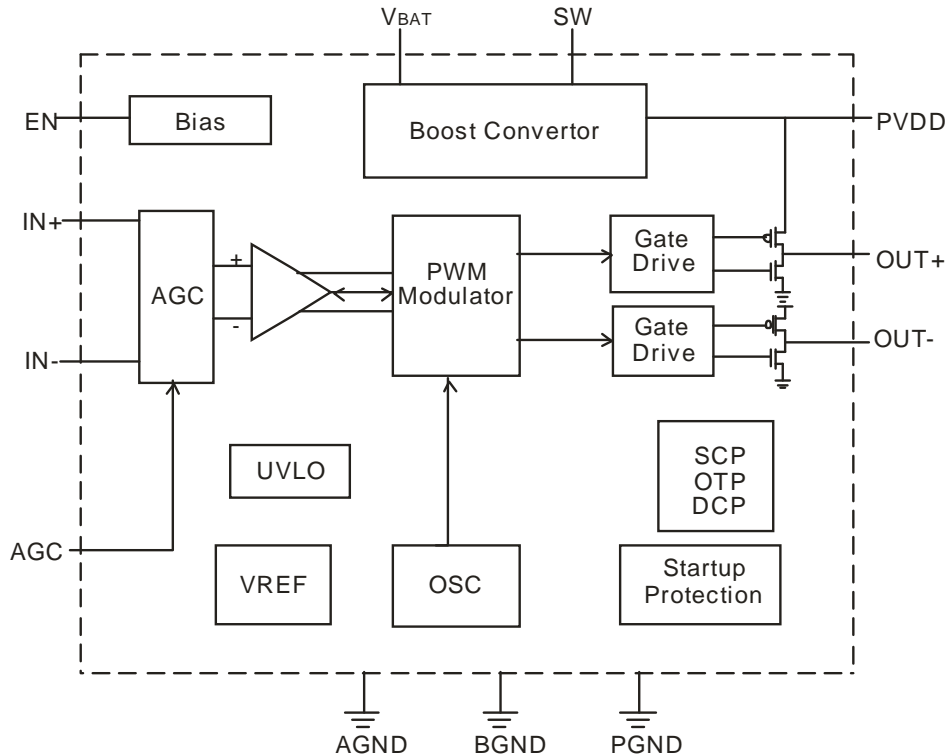 VBAT
SW
EN
Bias
Boost Convertor
PVDD
IN+
AGC
+
-
PWM
Modulator
Gate
Drive
OUT+
Gate
Drive
OUT-
IN-
UVLO
SCP
OTP
DCP
AGC
VREF
OSC
Startup
Protection
AGND
BGND
PGND